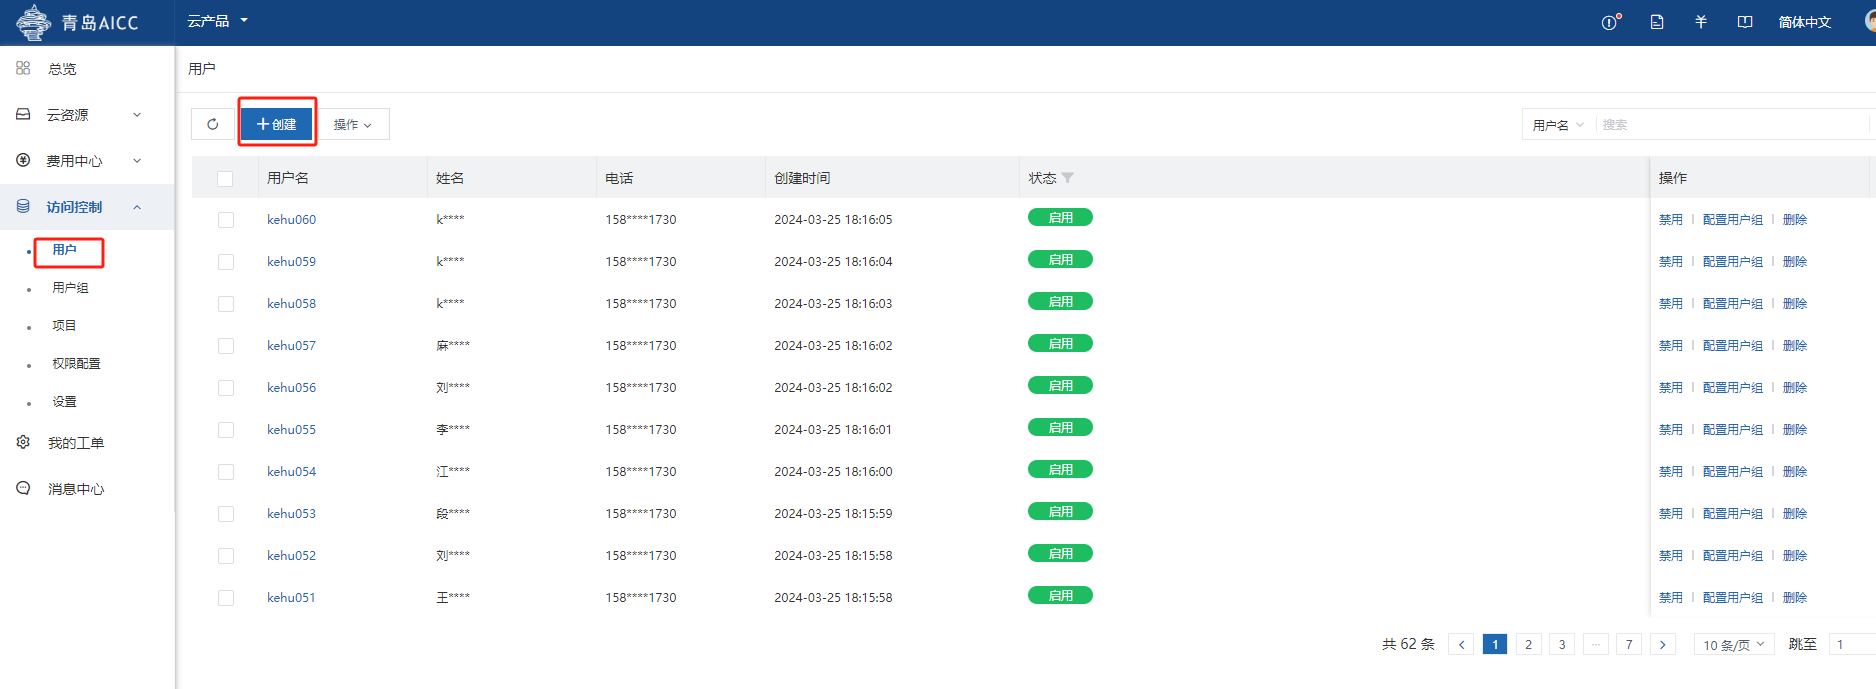 青岛AICC 云产品 简体中文
总览
云资源
费用中心
访问控制
用户
用户组
项目
权限配置
设置
我的工单
消息中心
用户
创建 操作 用户名 搜索
用户名 姓名 电话 创建时间 状态 操作
kehu060 k**** 158****1730 2024-03-25 18:16:05 启用 禁用 配置用户组 删除
kehu059 k**** 158****1730 2024-03-25 18:16:04 启用 禁用 配置用户组 删除
kehu058 k**** 158****1730 2024-03-25 18:16:03 启用 禁用 配置用户组 删除
kehu057 麻**** 158****1730 2024-03-25 18:16:02 启用 禁用 配置用户组 删除
kehu056 刘**** 158****1730 2024-03-25 18:16:02 启用 禁用 配置用户组 删除
kehu055 李**** 158****1730 2024-03-25 18:16:01 启用 禁用 配置用户组 删除
kehu054 江**** 158****1730 2024-03-25 18:16:00 启用 禁用 配置用户组 删除
kehu053 段**** 158****1730 2024-03-25 18:15:59 启用 禁用 配置用户组 删除
kehu052 刘**** 158****1730 2024-03-25 18:15:58 启用 禁用 配置用户组 删除
kehu051 王**** 158****1730 2024-03-25 18:15:58 启用 禁用 配置用户组 删除
共 62 条 1 2 3 ··· 7 10 条/页 跳至 1